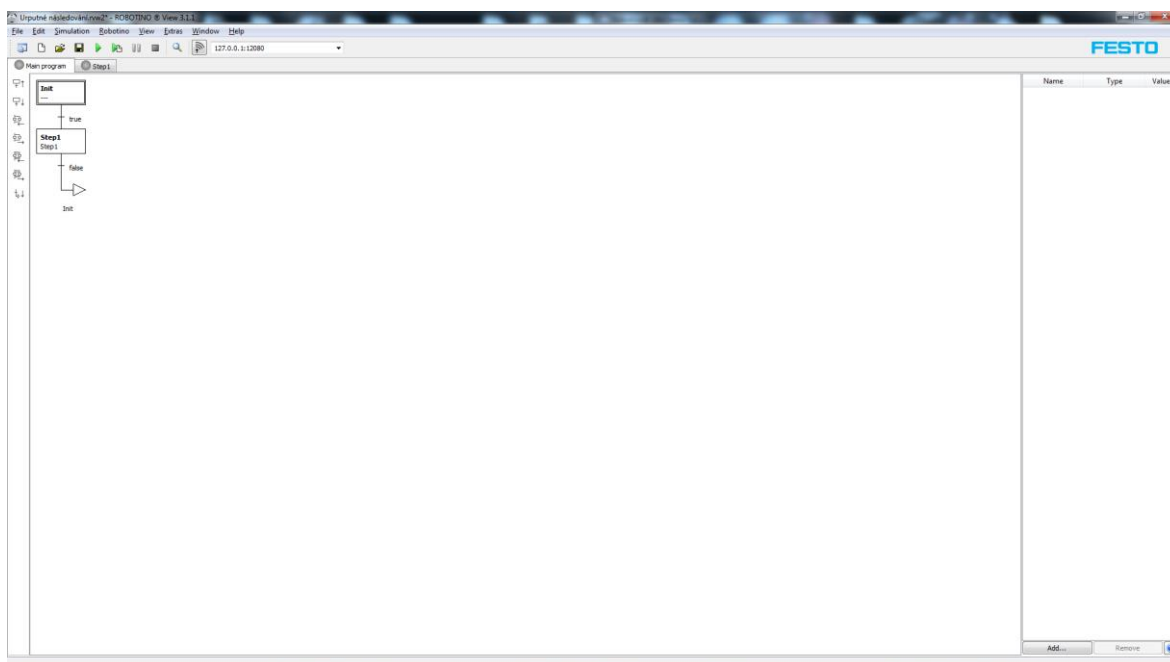 Urputné následování.rvw2* - ROBOTINO ® View 3.1.1
File Edit Simulation Robotino View Extras Window Help
127.0.0.1:12080
FESTO
Main program Step1
Name Type Value
Init
true
Step1
Step1
false
Init
Add... Remove